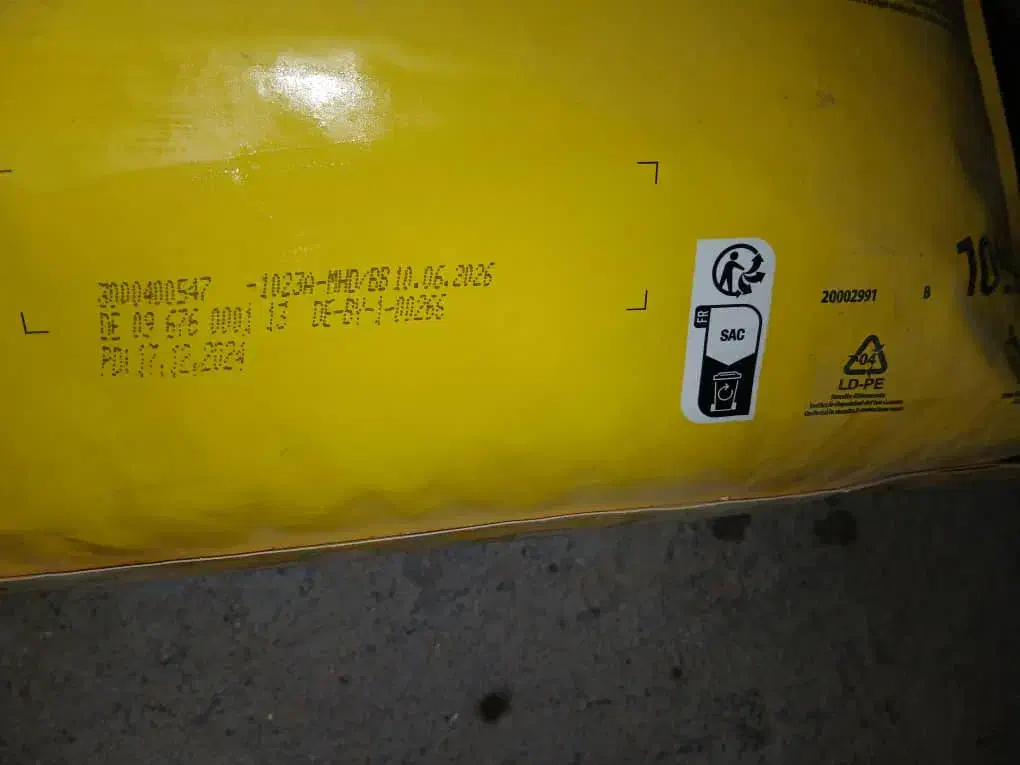 3000400547 -1023A-MHD/BB 10.06.2026
DE 09 676 0001 13 DE-BY-1-00266
PD: 17.12.2024
FR
SAC
20002991 B
04
LD-PE